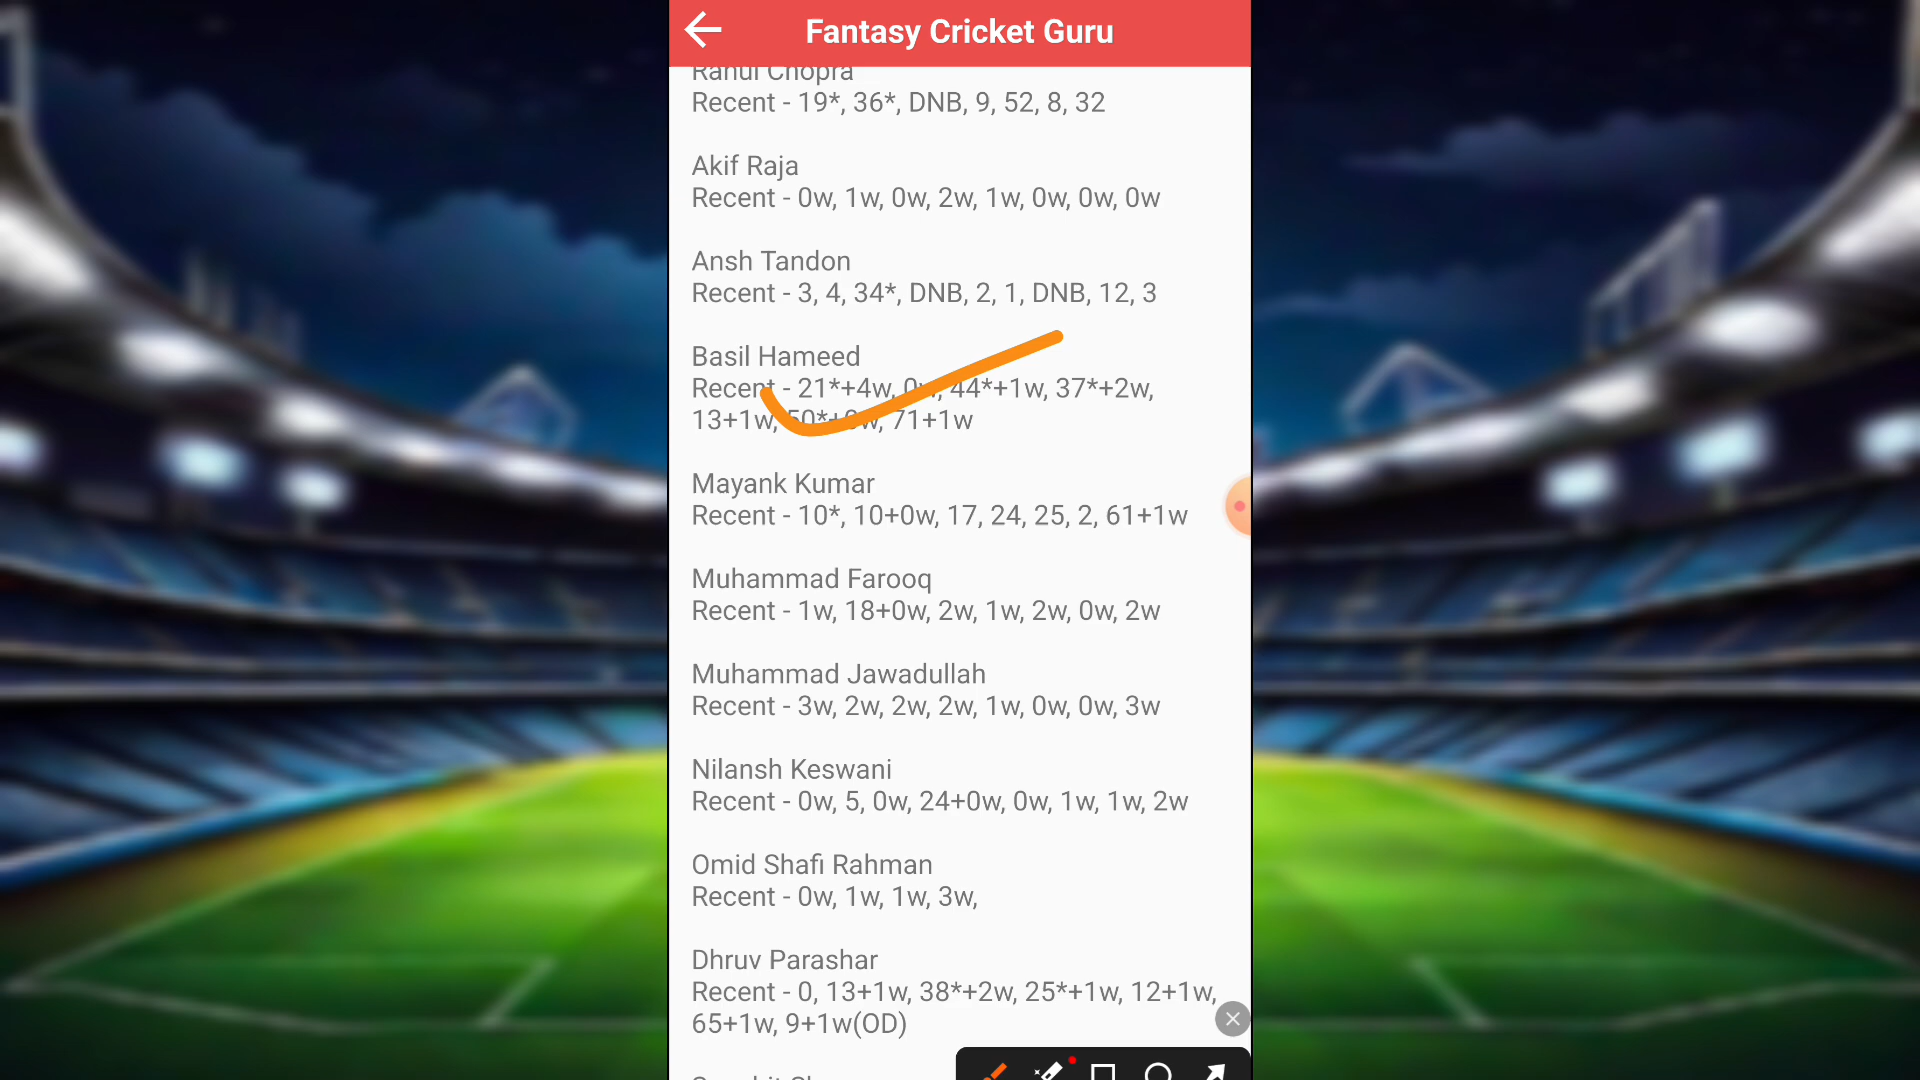 Fantasy Cricket Guru
Rahul Chopra
Recent - 19*, 36*, DNB, 9, 52, 8, 32
Akif Raja
Recent - 0w, 1w, 0w, 2w, 1w, 0w, 0w, 0w
Ansh Tandon
Recent - 3, 4, 34*, DNB, 2, 1, DNB, 12, 3
Basil Hameed
Recent - 21*+4w, 0w, 44*+1w, 37*+2w,
13+1w, 50*+0w, 71+1w
Mayank Kumar
Recent - 10*, 10+0w, 17, 24, 25, 2, 61+1w
Muhammad Farooq
Recent - 1w, 18+0w, 2w, 1w, 2w, 0w, 2w
Muhammad Jawadullah
Recent - 3w, 2w, 2w, 2w, 1w, 0w, 0w, 3w
Nilansh Keswani
Recent - 0w, 5, 0w, 24+0w, 0w, 1w, 1w, 2w
Omid Shafi Rahman
Recent - 0w, 1w, 1w, 3w,
Dhruv Parashar
Recent - 0, 13+1w, 38*+2w, 25*+1w, 12+1w,
65+1w, 9+1w(OD)